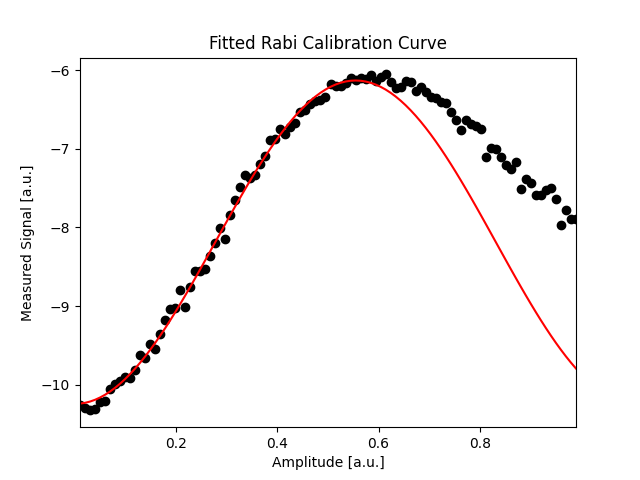 Fitted Rabi Calibration Curve
−6
−7
−8
−9
−10
Measured Signal [a.u.]
0.2 0.4 0.6 0.8
Amplitude [a.u.]